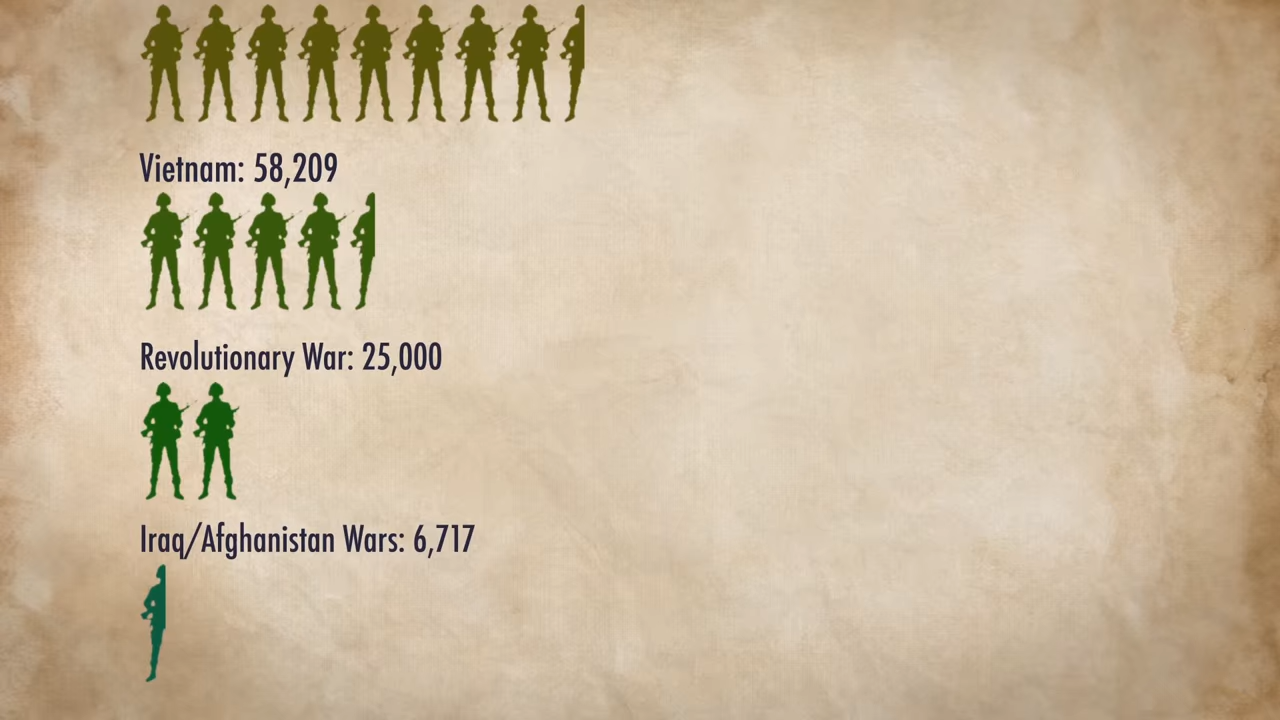 Vietnam: 58,209
Revolutionary War: 25,000
Iraq/Afghanistan Wars: 6,717